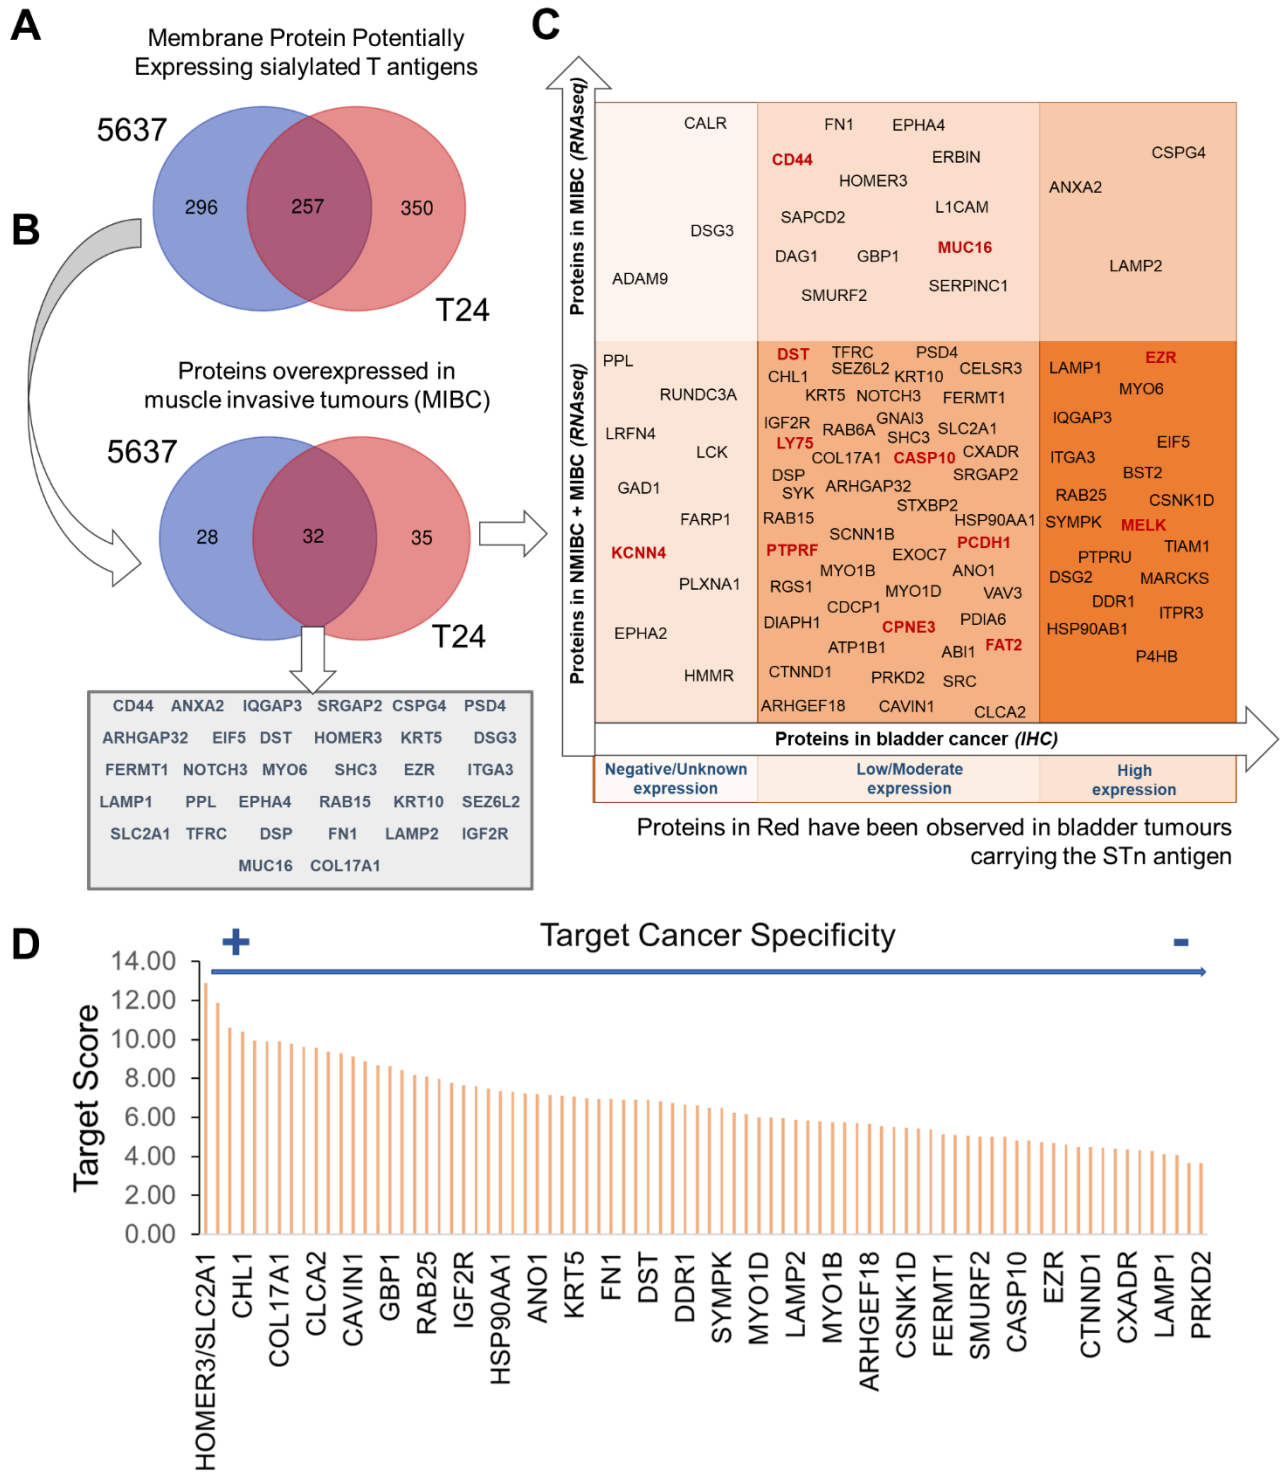 A
Membrane Protein Potentially
Expressing sialylated T antigens
5637
296
257
350
T24
B
Proteins overexpressed in
muscle invasive tumours (MIBC)
5637
28
32
35
T24
CD44 ANXA2 IQGAP3 SRGAP2 CSPG4 PSD4
ARHGAP32 EIF5 DST HOMER3 KRT5 DSG3
FERMT1 NOTCH3 MYO6 SHC3 EZR ITGA3
LAMP1 PPL EPHA4 RAB15 KRT10 SEZ6L2
SLC2A1 TFRC DSP FN1 LAMP2 IGF2R
MUC16 COL17A1
C
Proteins in MIBC (RNAseq)
CALR
DSG3
ADAM9
FN1 EPHA4
CD44 ERBIN
HOMER3
SAPCD2 L1CAM
DAG1 GBP1 MUC16
SMURF2 SERPINC1
CSPG4
ANXA2
LAMP2
Proteins in NMIBC + MIBC (RNAseq)
PPL
RUNDC3A
LRFN4
LCK
GAD1
FARP1
KCNN4
PLXNA1
EPHA2
HMMR
DST TFRC PSD4
CHL1 SEZ6L2 KRT10 CELSR3
KRT5 NOTCH3 FERMT1
IGF2R RAB6A GNAI3 SLC2A1
LY75 SHC3
COL17A1 CASP10 CXADR
DSP SRGAP2
SYK ARHGAP32
STXBP2
RAB15 HSP90AA1
SCNN1B
PTPRF EXOC7 PCDH1
MYO1B ANO1
RGS1 MYO1D VAV3
CDCP1
DIAPH1 CPNE3 PDIA6
ATP1B1 ABI1 FAT2
CTNND1 PRKD2 SRC
ARHGEF18 CAVIN1 CLCA2
LAMP1 EZR
MYO6
IQGAP3
EIF5
ITGA3
BST2
RAB25 CSNK1D
SYMPK MELK
TIAM1
PTPRU
DSG2 MARCKS
DDR1 ITPR3
HSP90AB1
P4HB
Proteins in bladder cancer (IHC)
Negative/Unknown
expression
Low/Moderate
expression
High
expression
Proteins in Red have been observed in bladder tumours
carrying the STn antigen
D
+
Target Cancer Specificity
-
Target Score
14.00
12.00
10.00
8.00
6.00
4.00
2.00
0.00
HOMER3/SLC2A1
CHL1
COL17A1
CLCA2
CAVIN1
GBP1
RAB25
IGF2R
HSP90AA1
ANO1
KRT5
FN1
DST
DDR1
SYMPK
MYO1D
LAMP2
MYO1B
ARHGEF18
CSNK1D
FERMT1
SMURF2
CASP10
EZR
CTNND1
CXADR
LAMP1
PRKD2